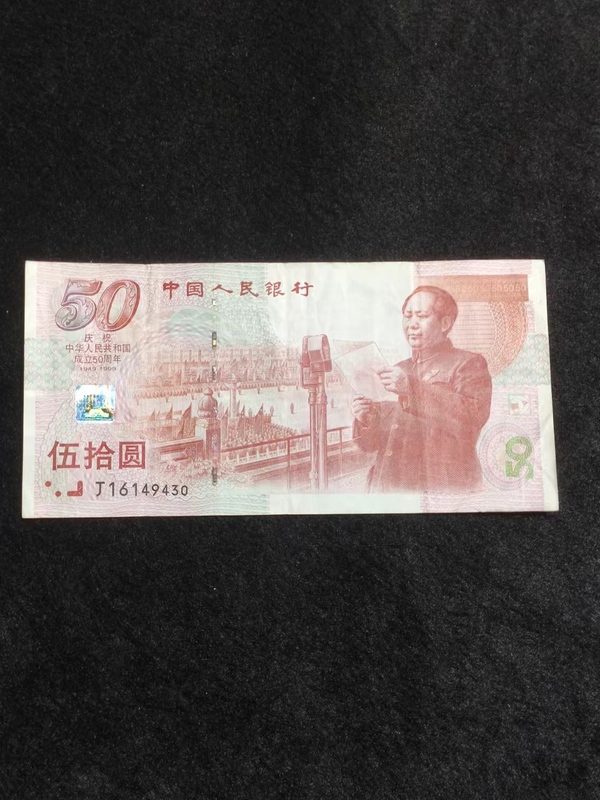 50
中国人民银行
庆祝
中华人民共和国
成立50周年
1949-1999
伍拾圆
J16149430
50